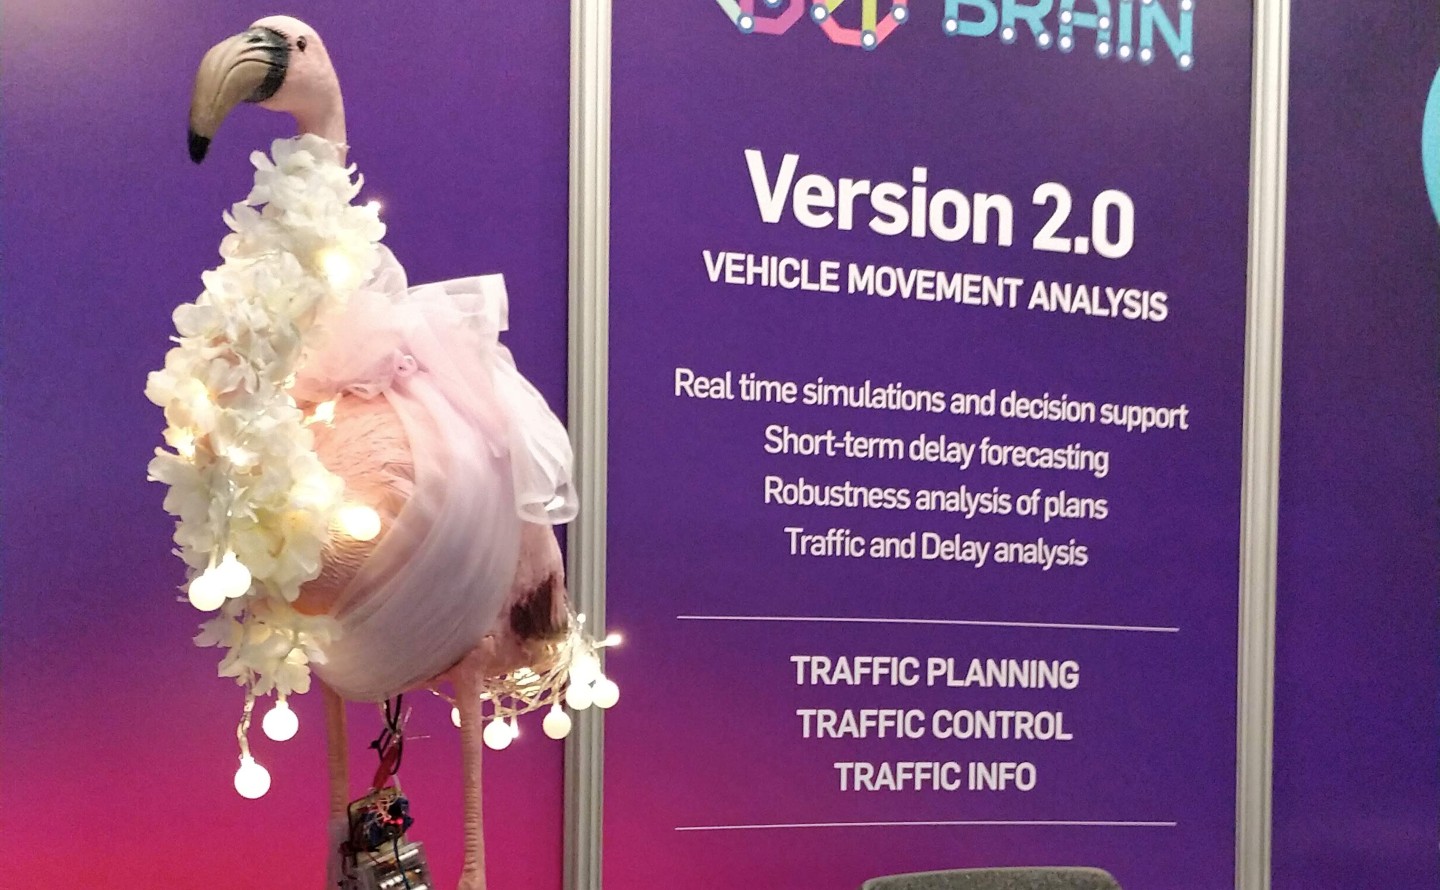 BRAIN
Version 2.0
VEHICLE MOVEMENT ANALYSIS
Real time simulations and decision support
Short-term delay forecasting
Robustness analysis of plans
Traffic and Delay analysis
TRAFFIC PLANNING
TRAFFIC CONTROL
TRAFFIC INFO